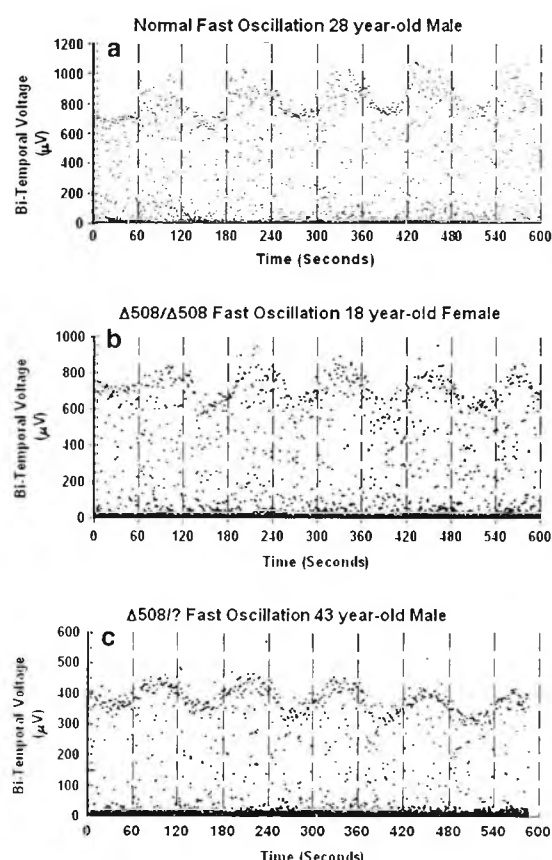 Normal Fast Oscillation 28 year-old Male
a
1200
1000
800
600
400
200
0
Bi-Temporal Voltage
(µV)
0 60 120 180 240 300 360 420 480 540 600
Time (Seconds)
Δ508/Δ508 Fast Oscillation 18 year-old Female
b
1000
800
600
400
200
0
Bi-Temporal Voltage
(µV)
0 60 120 180 240 300 360 420 480 540 600
Time (Seconds)
Δ508/? Fast Oscillation 43 year-old Male
c
600
500
400
300
200
100
0
Bi-Temporal Voltage
(µV)
0 60 120 180 240 300 360 420 480 540 600
Time (Seconds)